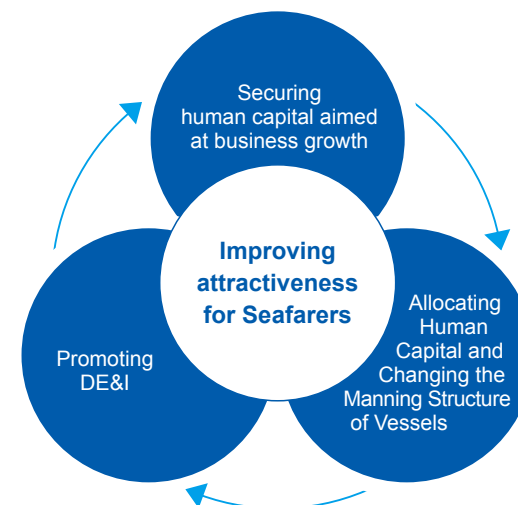 Securing
human capital aimed
at business growth
Improving
attractiveness
for Seafarers
Allocating
Human
Capital and
Changing the
Manning Structure
of Vessels
Promoting
DE&I